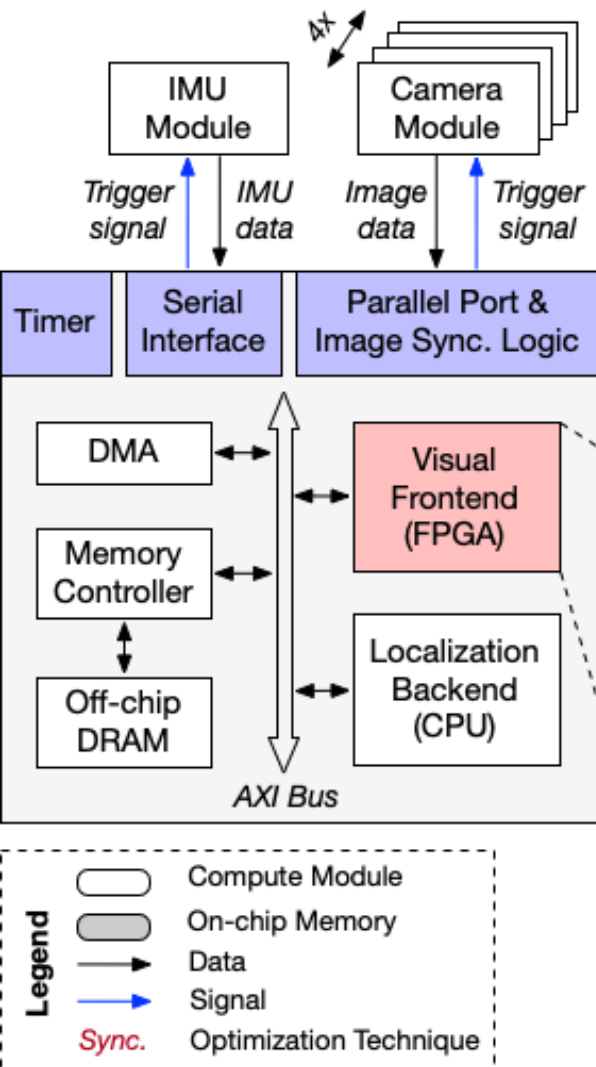 4x
IMU
Module
Camera
Module
Trigger
signal
IMU
data
Image
data
Trigger
signal
Timer
Serial
Interface
Parallel Port &
Image Sync. Logic
DMA
Visual
Frontend
(FPGA)
Memory
Controller
Off-chip
DRAM
Localization
Backend
(CPU)
AXI Bus
Legend
Compute Module
On-chip Memory
Data
Signal
Sync. Optimization Technique